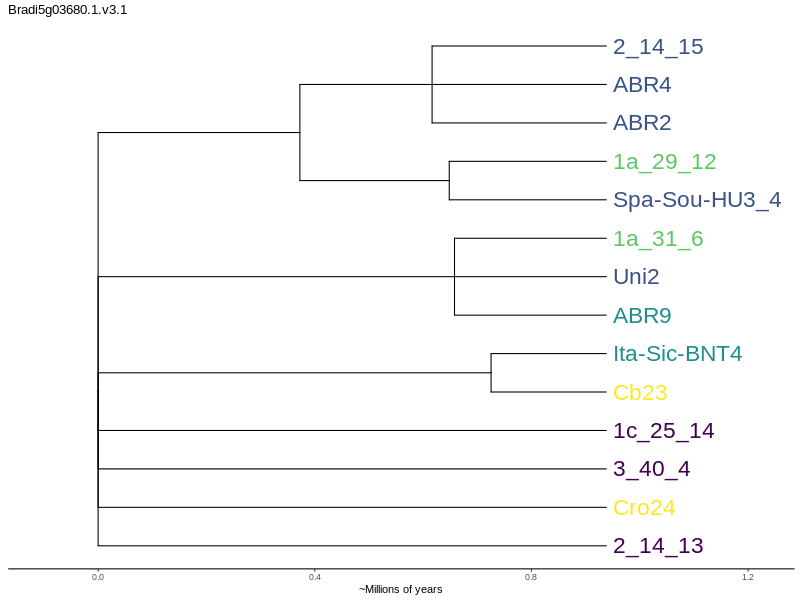 Bradi5g03680.1.v3.1
2_14_15
ABR4
ABR2
1a_29_12
Spa-Sou-HU3_4
1a_31_6
Uni2
ABR9
Ita-Sic-BNT4
Cb23
1c_25_14
3_40_4
Cro24
2_14_13
0.0 0.4 0.8 1.2
~Millions of years